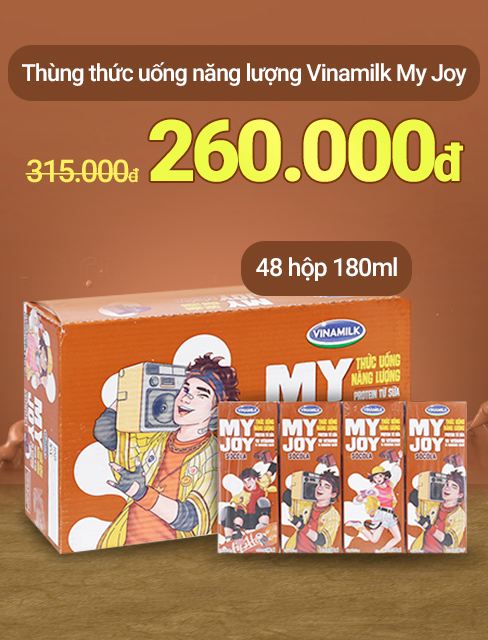 Thùng thức uống năng lượng Vinamilk My Joy
315.000đ 260.000đ
48 hộp 180ml
VINAMILK
MY
THỨC UỐNG
NĂNG LƯỢNG
PROTEIN TỪ SỮA
VINAMILK
MY
JOY
SOCOLA
MY
JOY
SOCOLA
MY
JOY
SOCOLA
MY
JOY
SOCOLA